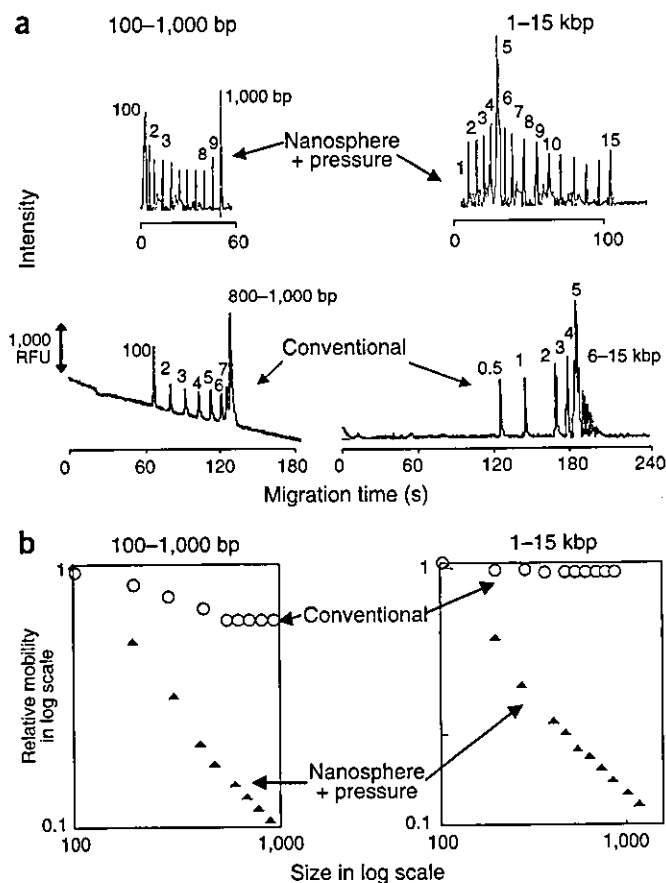 a
100–1,000 bp
1–15 kbp
100
2
3
8
9
1,000 bp
Nanosphere
+ pressure
1
2
3
4
5
6
7
8
9
10
15
0
60
0
100
Intensity
1,000
RFU
100
2
3
4
5
6
7
800–1,000 bp
Conventional
0.5
1
2
3
4
5
6–15 kbp
0
60
120
180
0
60
120
180
240
Migration time (s)
b
100–1,000 bp
1–15 kbp
1
Conventional
1
Relative mobility
in log scale
Nanosphere
+ pressure
0.1
0.1
100
1,000
100
1,000
Size in log scale